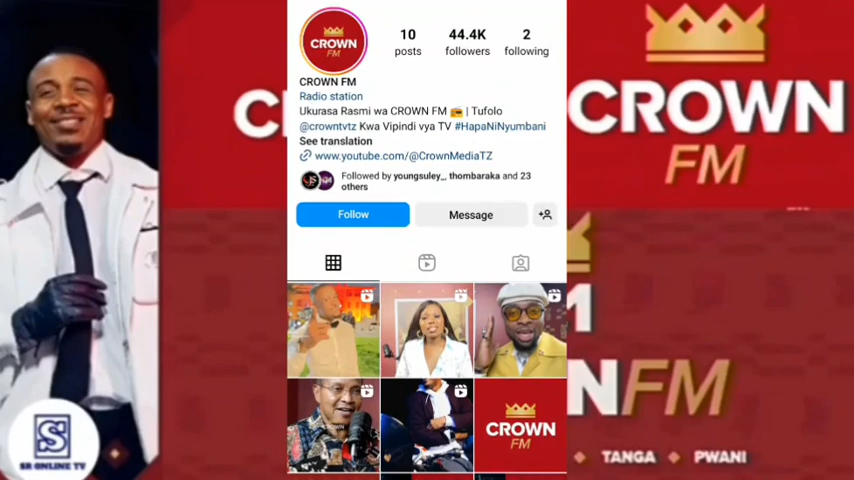 CROWN
FM
10
44.4K
2
posts
followers
following
CROWN FM
Radio station
Ukurasa Rasmi wa CROWN FM 📻 | Tufolo
@crowntvtz Kwa Vipindi vya TV #HapaNiNyumbani
See translation
www.youtube.com/@CrownMediaTZ
Followed by youngsuley_, thombaraka and 23
others
Follow
Message
CROWN
FM
C
CROWN
FM
NFM
TANGA
PWANI
S
SR ONLINE TV